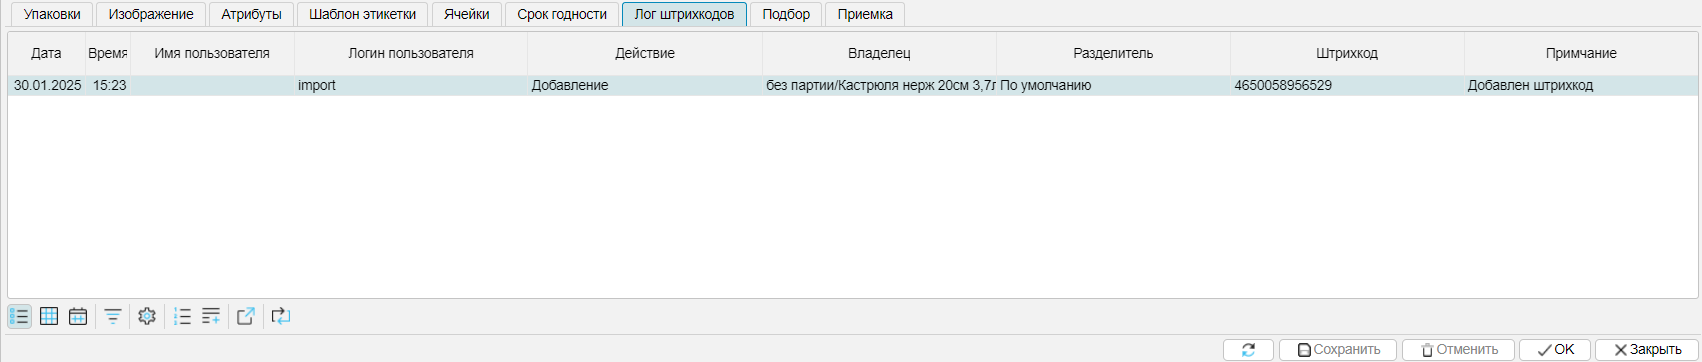 Упаковки Изображение Атрибуты Шаблон этикетки Ячейки Срок годности Лог штрихкодов Подбор Приемка
Дата Время Имя пользователя Логин пользователя Действие Владелец Разделитель Штрихкод Примчание
30.01.2025 15:23 import Добавление без партии/Кастрюля нерж 20см 3,7л По умолчанию 4650058956529 Добавлен штрихкод
Сохранить Отменить OK Закрыть